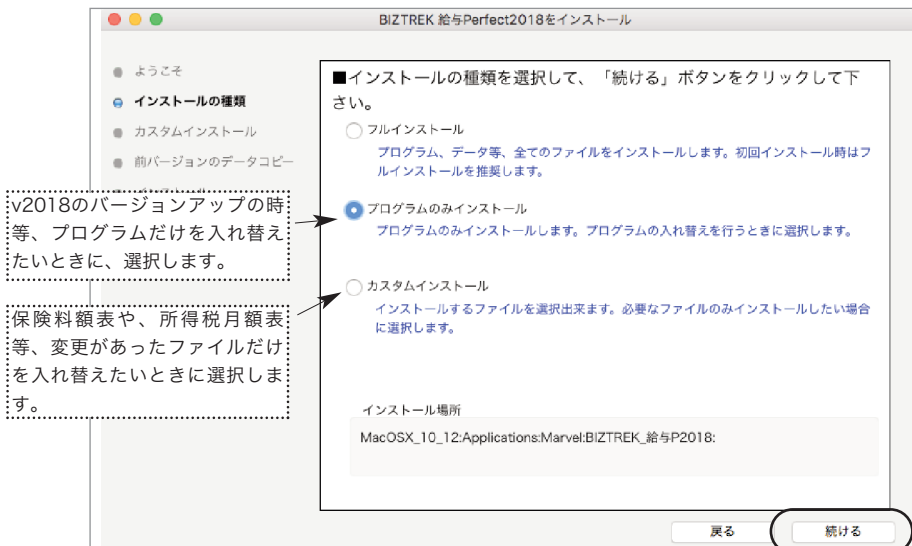 BIZTREK 給与Perfect2018をインストール
ようこそ
インストールの種類
カスタムインストール
前バージョンのデータコピー
■インストールの種類を選択して、「続ける」ボタンをクリックして下
さい。
フルインストール
プログラム、データ等、全てのファイルをインストールします。初回インストール時はフ
ルインストールを推奨します。
v2018のバージョンアップの時
等、プログラムだけを入れ替え
たいときに、選択します。
プログラムのみインストール
プログラムのみインストールします。プログラムの入れ替えを行うときに選択します。
保険料額表や、所得税月額表
等、変更があったファイルだけ
を入れ替えたいときに選択しま
す。
カスタムインストール
インストールするファイルを選択出来ます。必要なファイルのみインストールしたい場合
に選択します。
インストール場所
MacOSX_10_12:Applications:Marvel:BIZTREK_給与P2018:
戻る
続ける